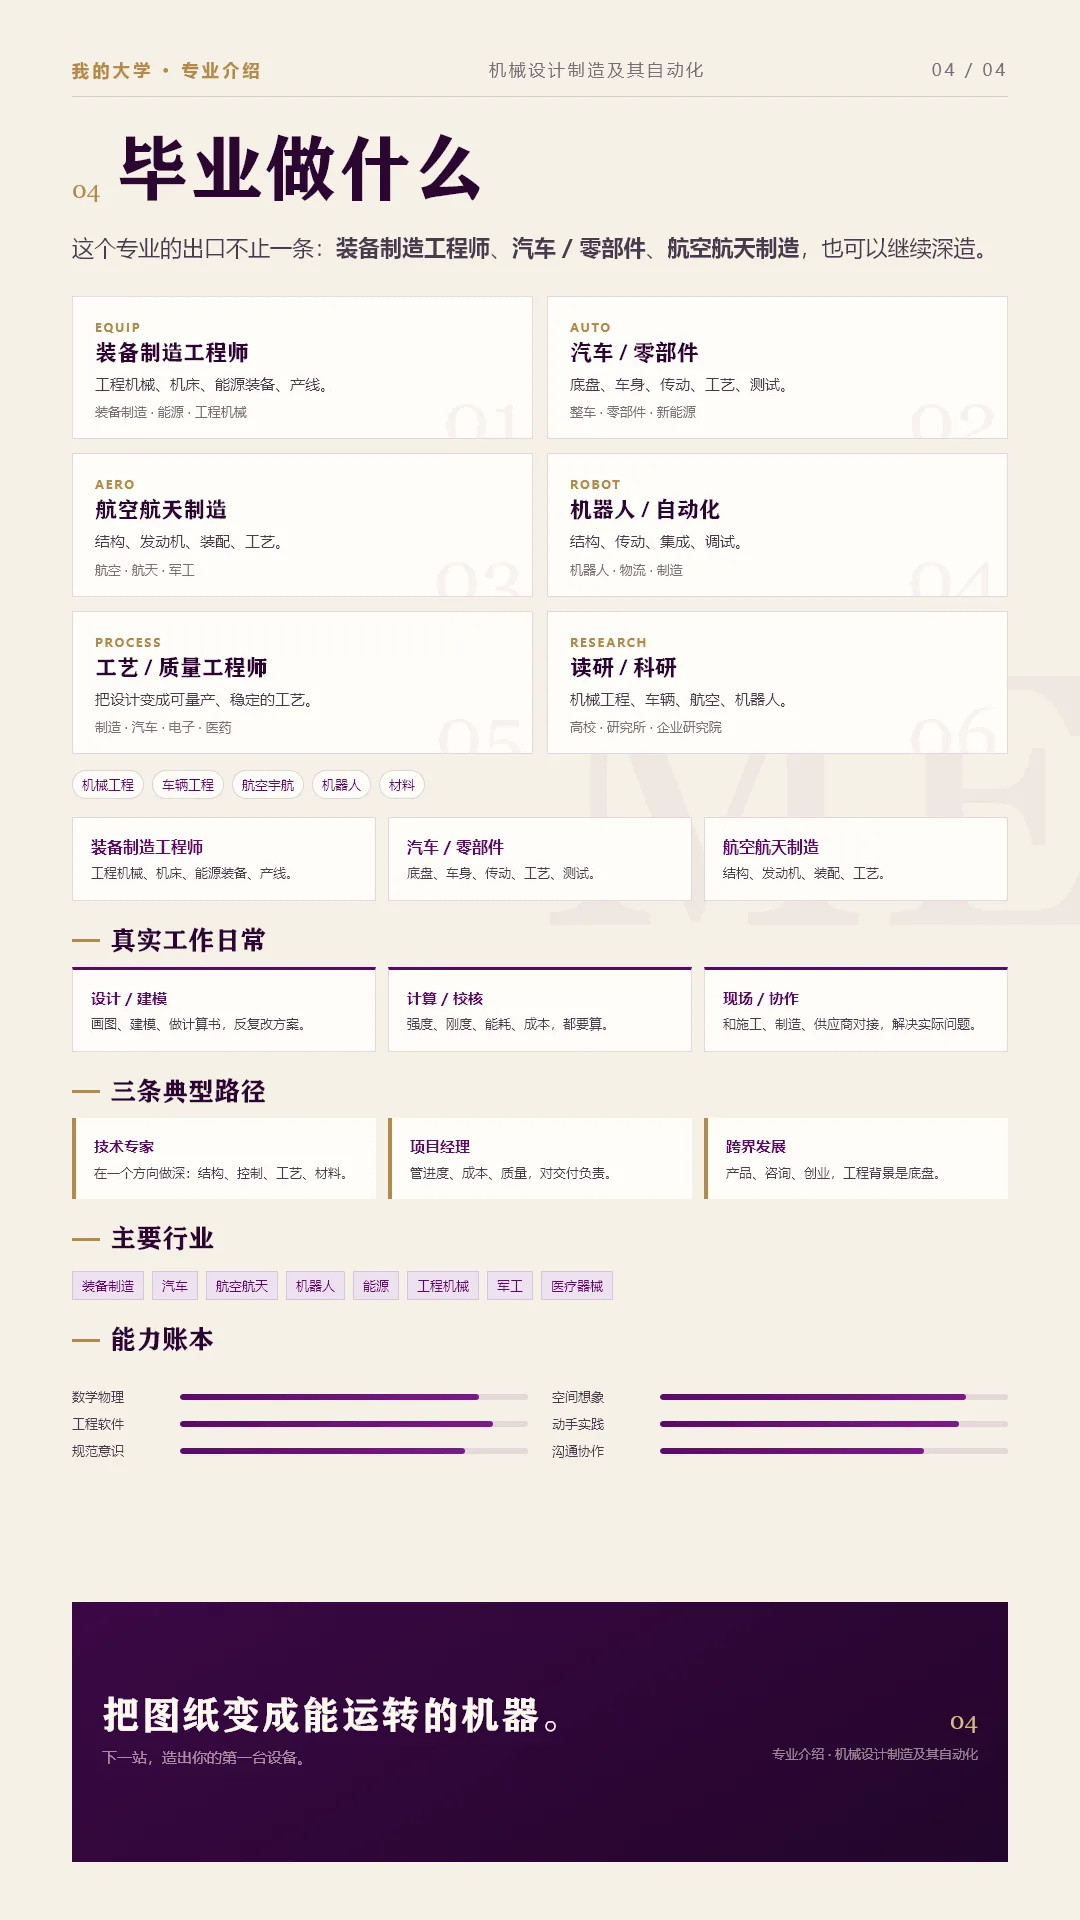 我的大学 · 专业介绍
机械设计制造及其自动化
04 / 04
04 毕业做什么
这个专业的出口不止一条：装备制造工程师、汽车 / 零部件、航空航天制造，也可以继续深造。
EQUIP
装备制造工程师
工程机械、机床、能源装备、产线。
装备制造 · 能源 · 工程机械
01
AUTO
汽车 / 零部件
底盘、车身、传动、工艺、测试。
整车 · 零部件 · 新能源
02
AERO
航空航天制造
结构、发动机、装配、工艺。
航空 · 航天 · 军工
03
ROBOT
机器人 / 自动化
结构、传动、集成、调试。
机器人 · 物流 · 制造
04
PROCESS
工艺 / 质量工程师
把设计变成可量产、稳定的工艺。
制造 · 汽车 · 电子 · 医药
05
RESEARCH
读研 / 科研
机械工程、车辆、航空、机器人。
高校 · 研究所 · 企业研究院
06
ME
机械工程 车辆工程 航空宇航 机器人 材料
装备制造工程师
工程机械、机床、能源装备、产线。
汽车 / 零部件
底盘、车身、传动、工艺、测试。
航空航天制造
结构、发动机、装配、工艺。
真实工作日常
设计 / 建模
画图、建模、做计算书，反复改方案。
计算 / 校核
强度、刚度、能耗、成本，都要算。
现场 / 协作
和施工、制造、供应商对接，解决实际问题。
三条典型路径
技术专家
在一个方向做深：结构、控制、工艺、材料。
项目经理
管进度、成本、质量，对交付负责。
跨界发展
产品、咨询、创业，工程背景是底盘。
主要行业
装备制造 汽车 航空航天 机器人 能源 工程机械 军工 医疗器械
能力账本
数学物理
空间想象
工程软件
动手实践
规范意识
沟通协作
把图纸变成能运转的机器。
下一站，造出你的第一台设备。
04
专业介绍 · 机械设计制造及其自动化